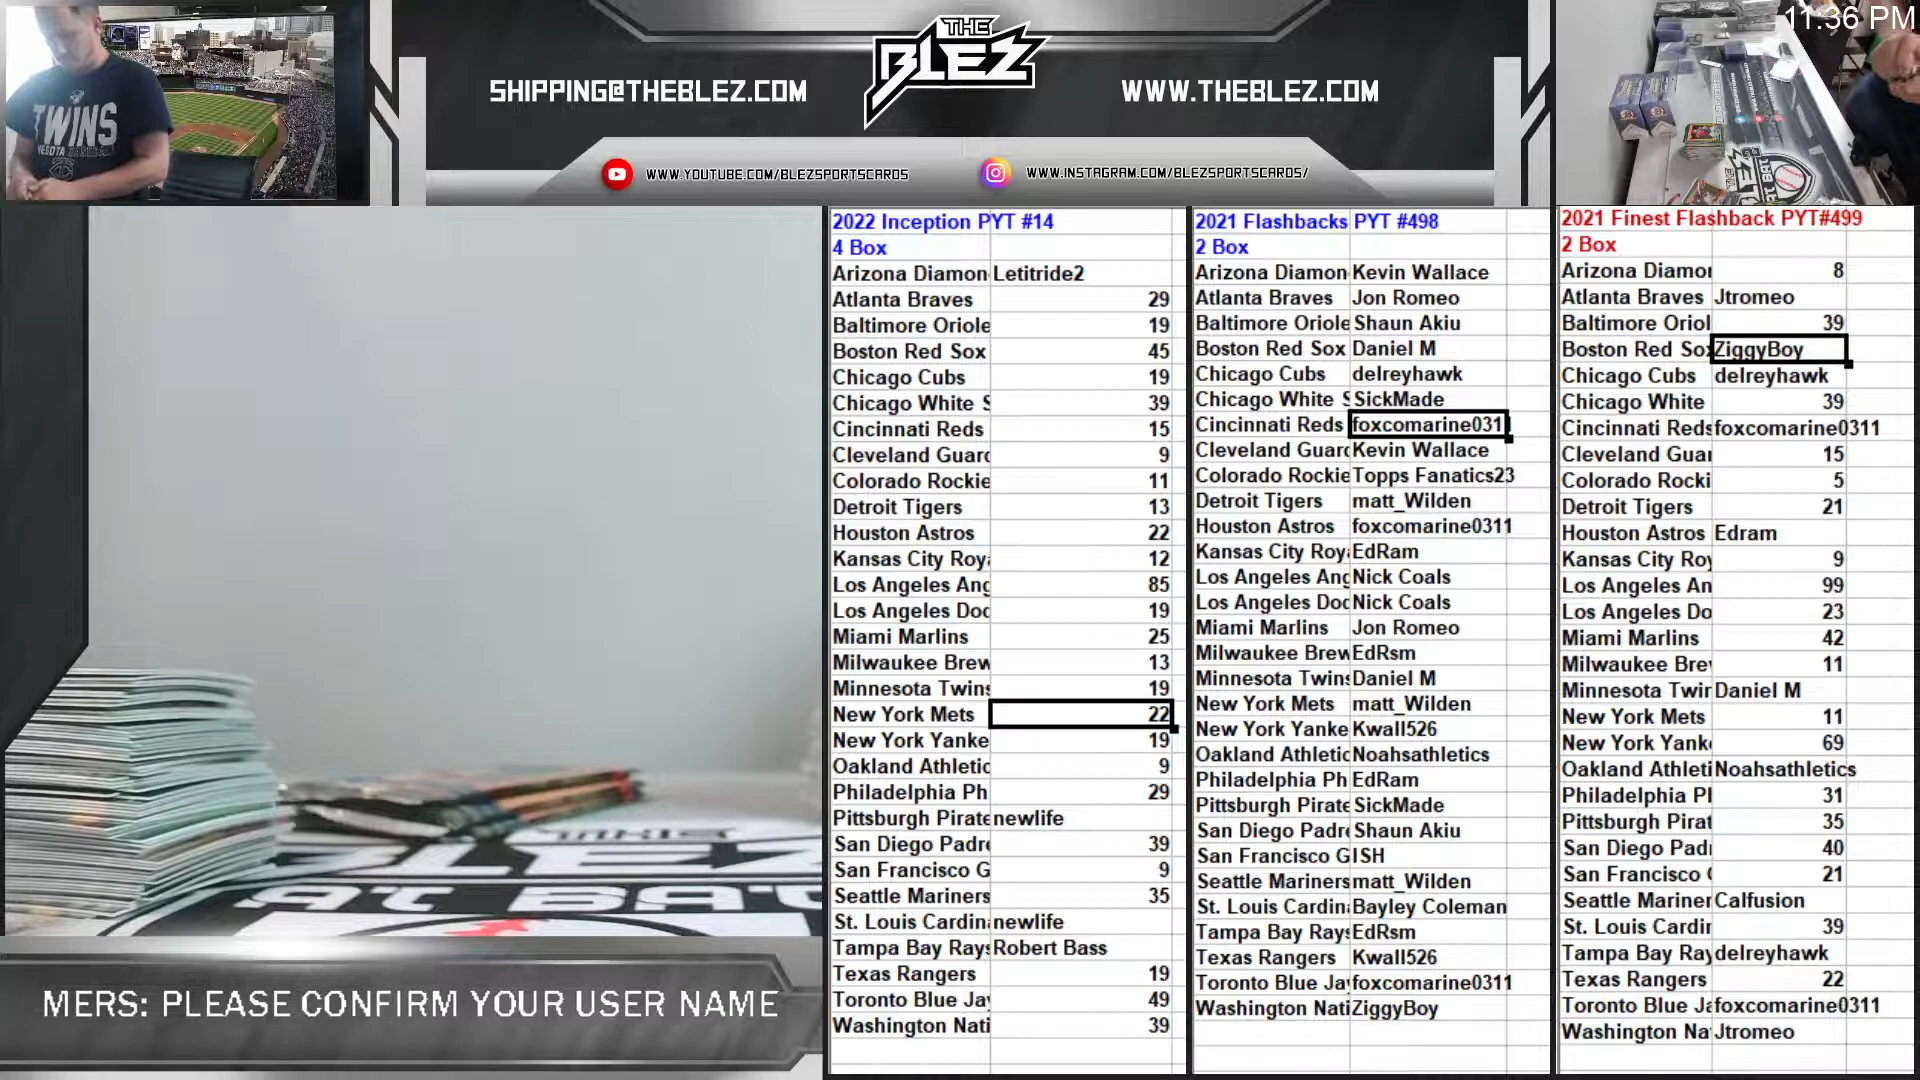 11:36 PM
THE
BLEZ
SHIPPING@THEBLEZ.COM
WWW.THEBLEZ.COM
WWW.YOUTUBE.COM/BLEZSPORTSCARDS
WWW.INSTAGRAM.COM/BLEZSPORTSCARDS/
TWINS
2022 Inception PYT #14
4 Box
Arizona Diamon Letitride2
Atlanta Braves 29
Baltimore Oriole 19
Boston Red Sox 45
Chicago Cubs 19
Chicago White S 39
Cincinnati Reds 15
Cleveland Guard 9
Colorado Rockie 11
Detroit Tigers 13
Houston Astros 22
Kansas City Roya 12
Los Angeles Ang 85
Los Angeles Dod 19
Miami Marlins 25
Milwaukee Brew 13
Minnesota Twins 19
New York Mets 22
New York Yanke 19
Oakland Athletic 9
Philadelphia Ph 29
Pittsburgh Pirate newlife
San Diego Padre 39
San Francisco G 9
Seattle Mariners 35
St. Louis Cardina newlife
Tampa Bay Rays Robert Bass
Texas Rangers 19
Toronto Blue Jay 49
Washington Nati 39
2021 Flashbacks PYT #498
2 Box
Arizona Diamon Kevin Wallace
Atlanta Braves Jon Romeo
Baltimore Oriole Shaun Akiu
Boston Red Sox Daniel M
Chicago Cubs delreyhawk
Chicago White S SickMade
Cincinnati Reds foxcomarine0311
Cleveland Guard Kevin Wallace
Colorado Rockie Topps Fanatics23
Detroit Tigers matt_Wilden
Houston Astros foxcomarine0311
Kansas City Roya EdRam
Los Angeles Ang Nick Coals
Los Angeles Dod Nick Coals
Miami Marlins Jon Romeo
Milwaukee Brew EdRsm
Minnesota Twins Daniel M
New York Mets matt_Wilden
New York Yanke Kwall526
Oakland Athletic Noahsathletics
Philadelphia Ph EdRam
Pittsburgh Pirate SickMade
San Diego Padre Shaun Akiu
San Francisco G ISH
Seattle Mariners matt_Wilden
St. Louis Cardina Bayley Coleman
Tampa Bay Rays EdRsm
Texas Rangers Kwall526
Toronto Blue Jay foxcomarine0311
Washington Nati ZiggyBoy
2021 Finest Flashback PYT#499
2 Box
Arizona Diamon 8
Atlanta Braves Jtromeo
Baltimore Oriol 39
Boston Red Sox ZiggyBoy
Chicago Cubs delreyhawk
Chicago White 39
Cincinnati Reds foxcomarine0311
Cleveland Guar 15
Colorado Rocki 5
Detroit Tigers 21
Houston Astros Edram
Kansas City Roy 9
Los Angeles An 99
Los Angeles Do 23
Miami Marlins 42
Milwaukee Brew 11
Minnesota Twin Daniel M
New York Mets 11
New York Yank 69
Oakland Athleti Noahsathletics
Philadelphia Ph 31
Pittsburgh Pirat 35
San Diego Padr 40
San Francisco G 21
Seattle Mariner Calfusion
St. Louis Cardin 39
Tampa Bay Ray delreyhawk
Texas Rangers 22
Toronto Blue Ja foxcomarine0311
Washington Na Jtromeo
BLEZ
AT BAT
MERS: PLEASE CONFIRM YOUR USER NAME